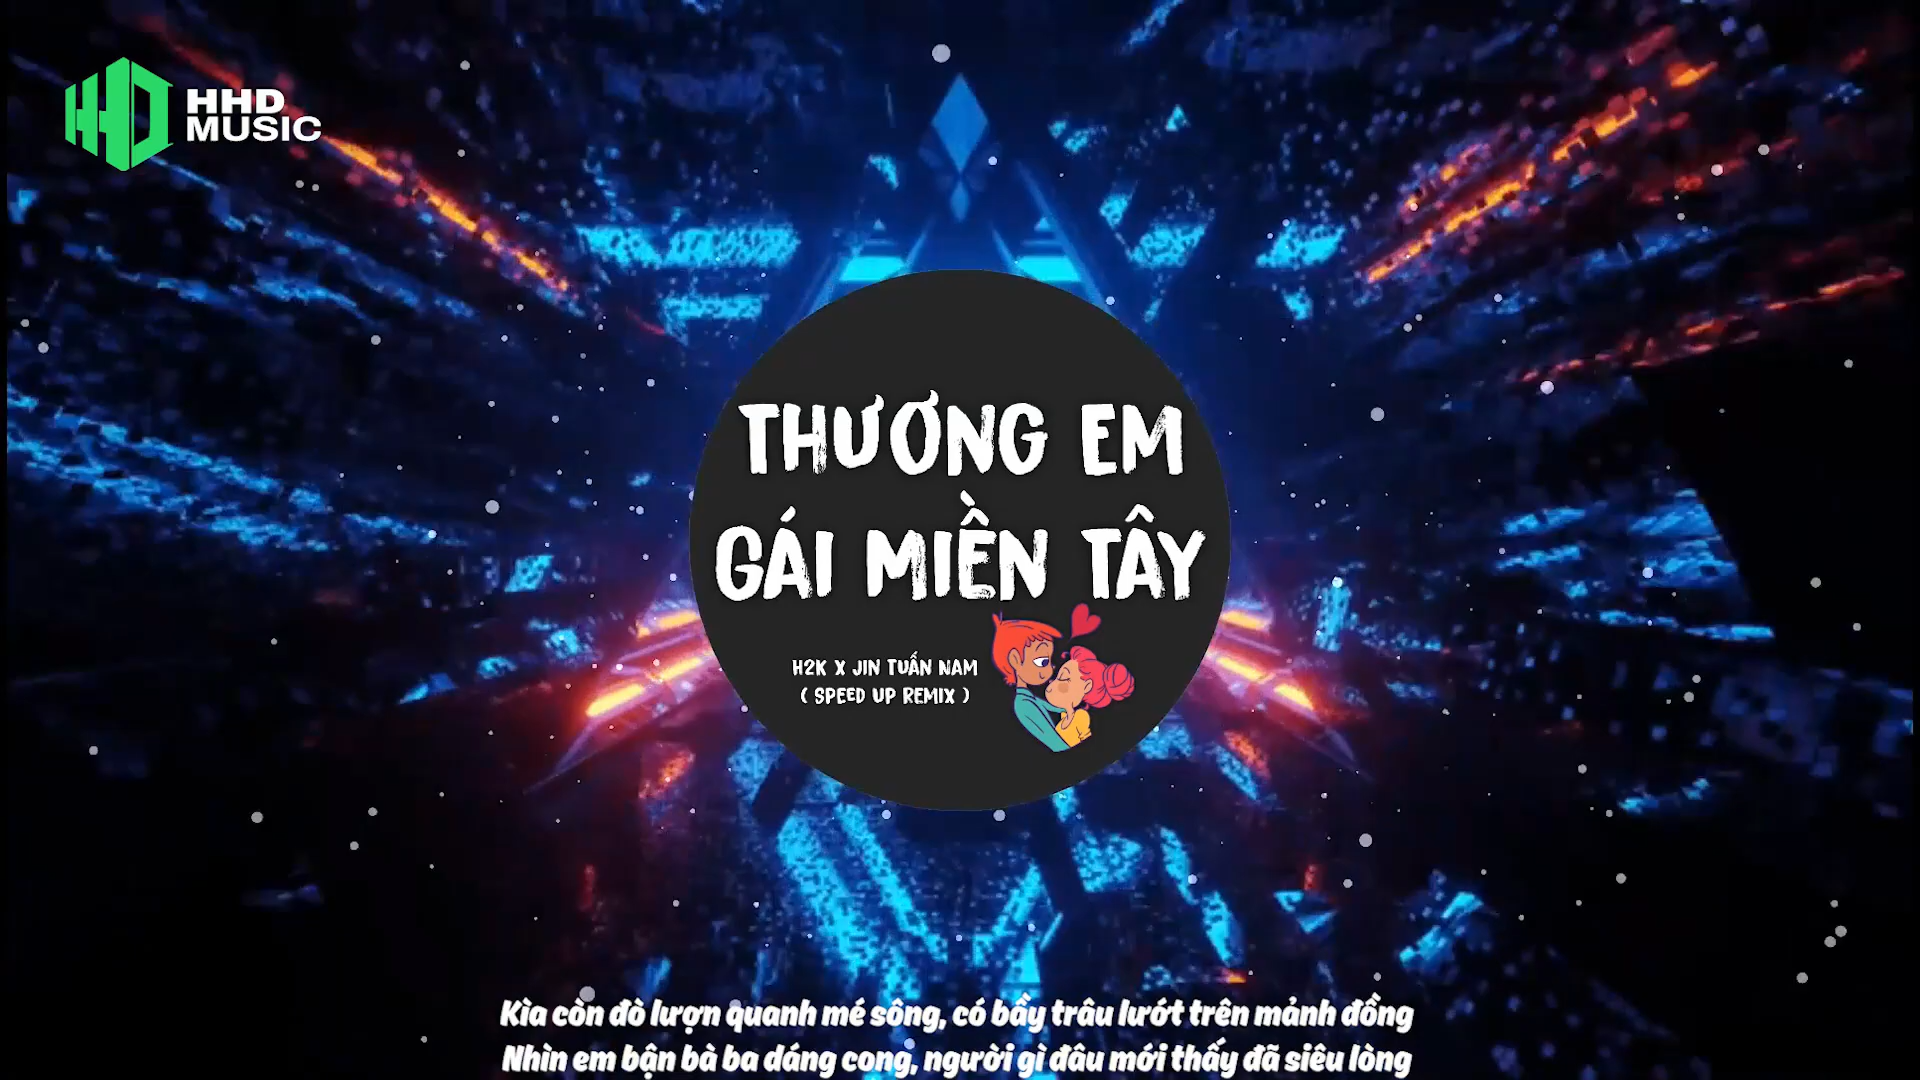 HHD
MUSIC
THƯƠNG EM
GÁI MIỀN TÂY
H2K X JIN TUẤN NAM
( SPEED UP REMIX )
Kìa còn đò lượn quanh mé sông, có bầy trâu lướt trên mảnh đồng
Nhìn em bận bà ba dáng cong, người gì đâu mới thấy đã siêu lòng